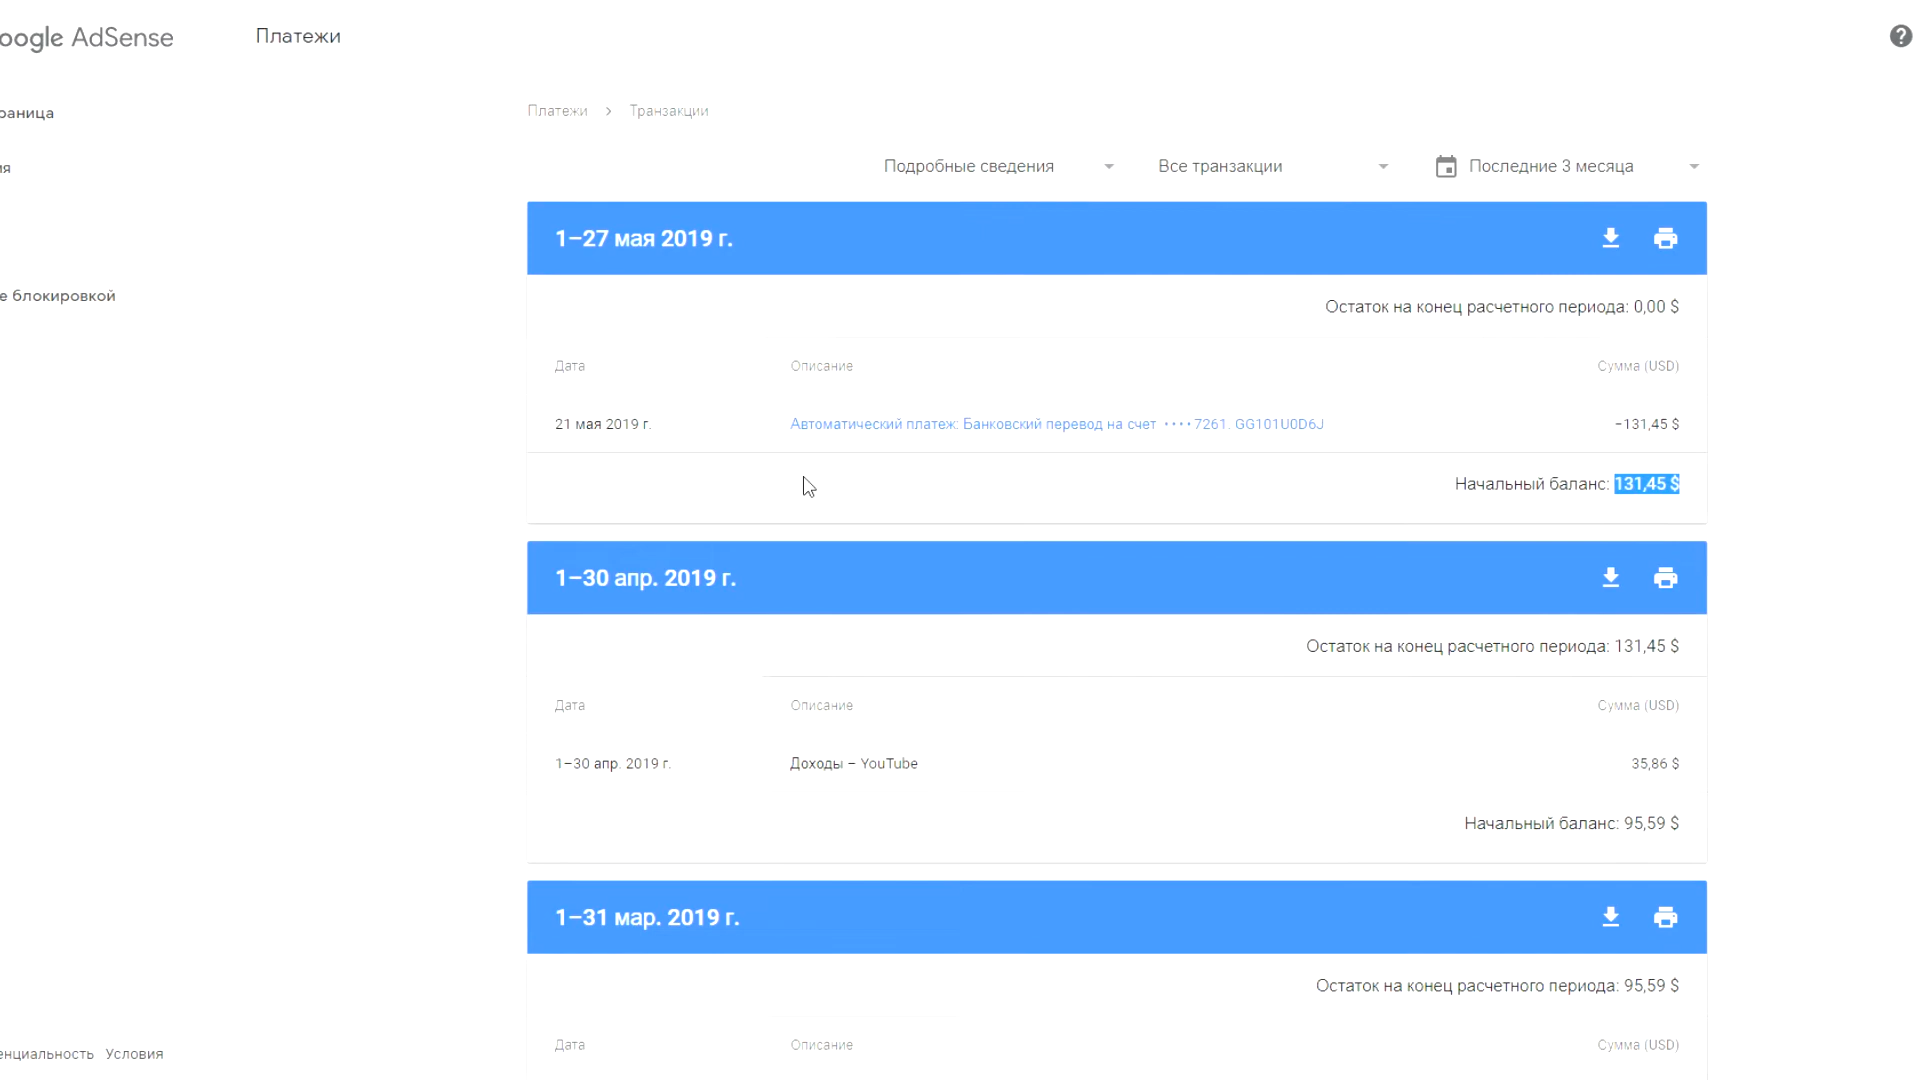 oogle AdSense
Платежи
раница
ия
е блокировкой
Платежи > Транзакции
Подробные сведения
Все транзакции
Последние 3 месяца
1–27 мая 2019 г.
Остаток на конец расчетного периода: 0,00 $
Дата Описание Сумма (USD)
21 мая 2019 г. Автоматический платеж: Банковский перевод на счет ••••7261. GG101U0D6J −131,45 $
Начальный баланс: 131,45 $
1–30 апр. 2019 г.
Остаток на конец расчетного периода: 131,45 $
Дата Описание Сумма (USD)
1–30 апр. 2019 г. Доходы – YouTube 35,86 $
Начальный баланс: 95,59 $
1–31 мар. 2019 г.
Остаток на конец расчетного периода: 95,59 $
Дата Описание Сумма (USD)
енциальность Условия